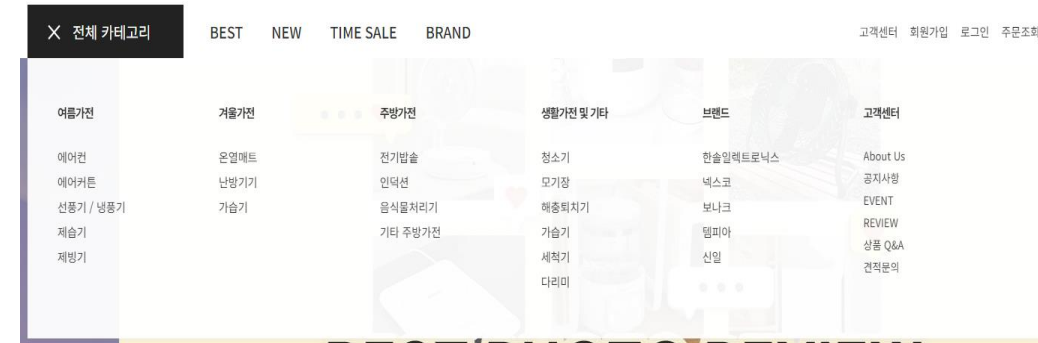 X 전체 카테고리 BEST NEW TIME SALE BRAND 고객센터 회원가입 로그인 주문조회
여름가전
에어컨
에어커튼
선풍기 / 냉풍기
제습기
제빙기
겨울가전
온열매트
난방기기
가습기
주방가전
전기밥솥
인덕션
음식물처리기
기타 주방가전
생활가전 및 기타
청소기
모기장
해충퇴치기
가습기
세척기
다리미
브랜드
한솔일렉트로닉스
넥스코
보나크
템피아
신일
고객센터
About Us
공지사항
EVENT
REVIEW
상품 Q&A
견적문의
BEST PHOTO REVIEW